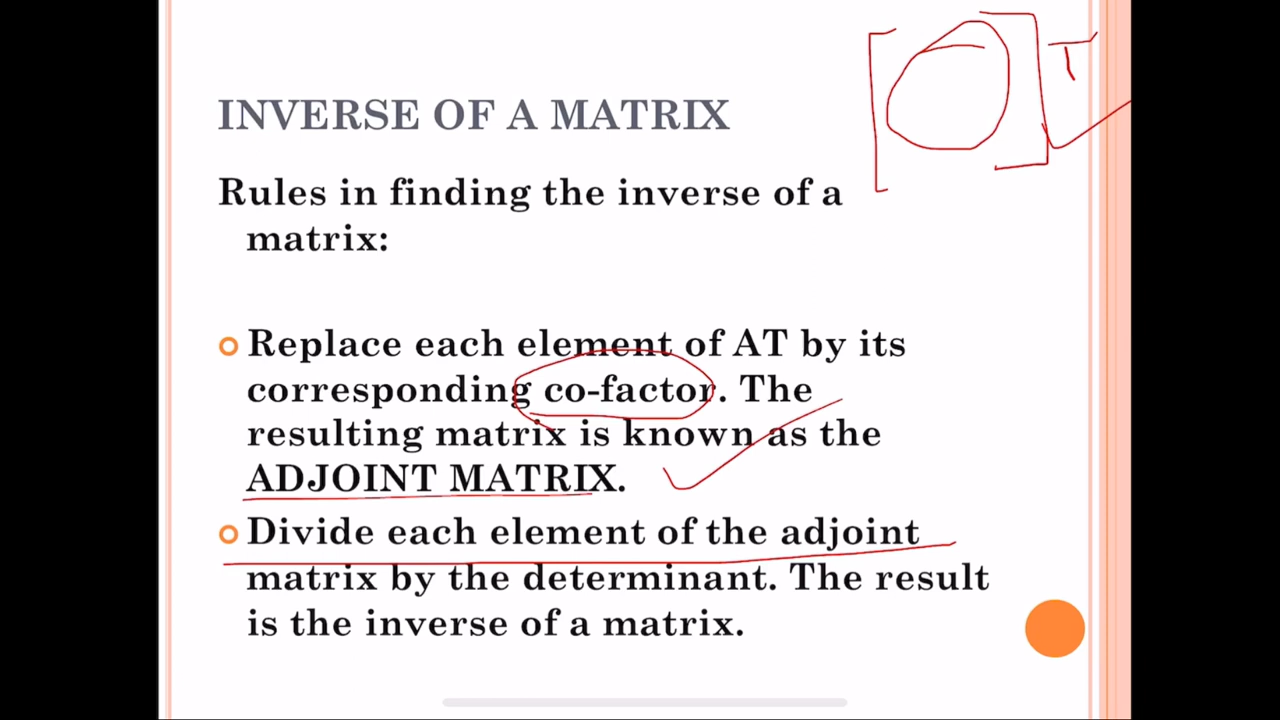 INVERSE OF A MATRIX
T
Rules in finding the inverse of a
matrix:
Replace each element of AT by its
corresponding co-factor. The
resulting matrix is known as the
ADJOINT MATRIX.
Divide each element of the adjoint
matrix by the determinant. The result
is the inverse of a matrix.